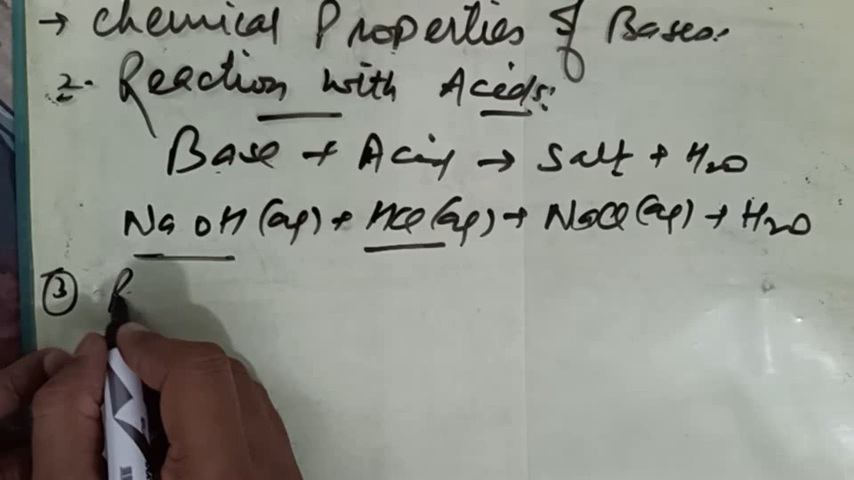 → Chemical Properties of Bases:
2. Reaction with Acids:
Base + Acid → Salt + H2O
NaOH(aq) + HCl(aq) → NaCl(aq) + H2O
③ R